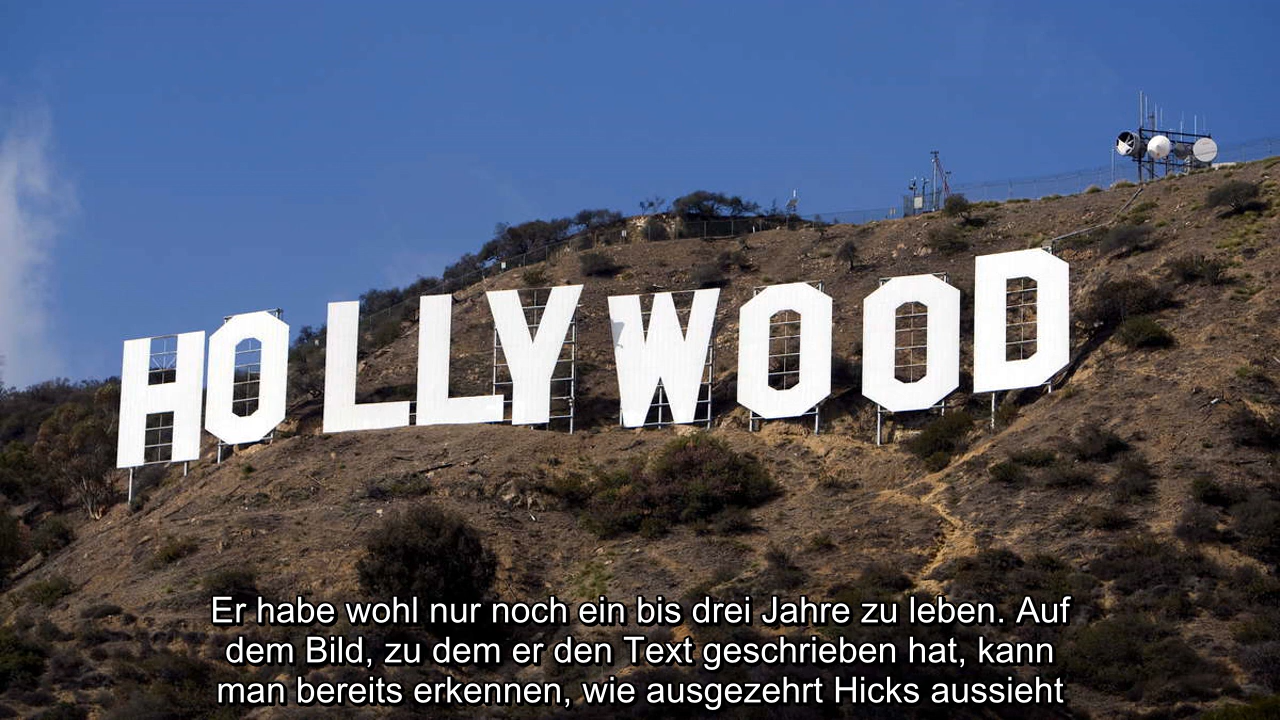 HOLLYWOOD
Er habe wohl nur noch ein bis drei Jahre zu leben. Auf
dem Bild, zu dem er den Text geschrieben hat, kann
man bereits erkennen, wie ausgezehrt Hicks aussieht